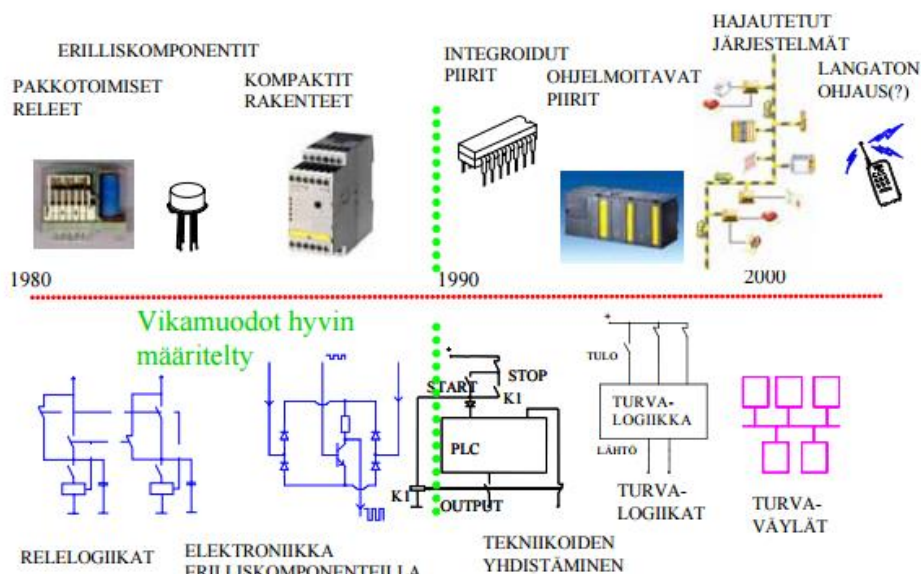 ERILLISKOMPONENTIT
PAKKOTOIMISET
RELEET
KOMPAKTIT
RAKENTEET
INTEGROIDUT
PIIRIT
OHJELMOITAVAT
PIIRIT
HAJAUTETUT
JÄRJESTELMÄT
LANGATON
OHJAUS(?)
1980
1990
2000
Vikamuodot hyvin
määritelty
START
STOP
K1
PLC
K1
OUTPUT
TULO
TURVA-
LOGIIKKA
LÄHTÖ
TURVA-
LOGIIKAT
TURVA-
VÄYLÄT
RELELOGIIKAT
ELEKTRONIIKKA
ERILLISKOMPONENTEILLA
TEKNIIKOIDEN
YHDISTÄMINEN